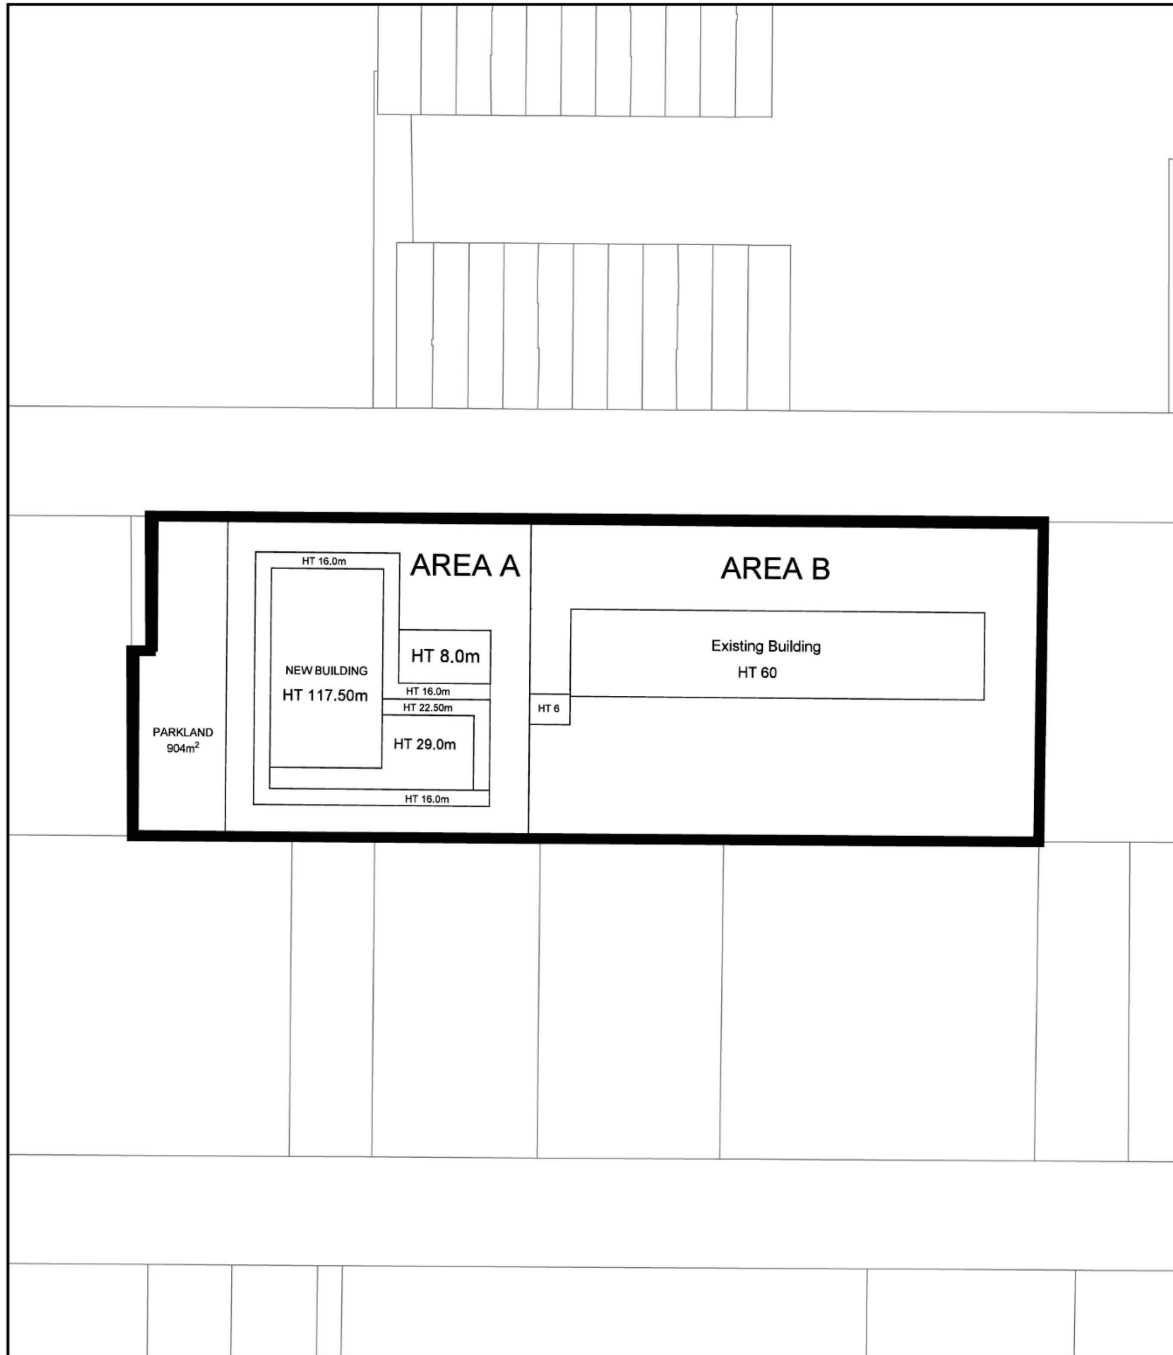 AREA A
AREA B
HT 16.0m
HT 8.0m
NEW BUILDING
HT 117.50m
HT 16.0m
HT 22.50m
HT 29.0m
HT 16.0m
PARKLAND
904m²
Existing Building
HT 60
HT 6